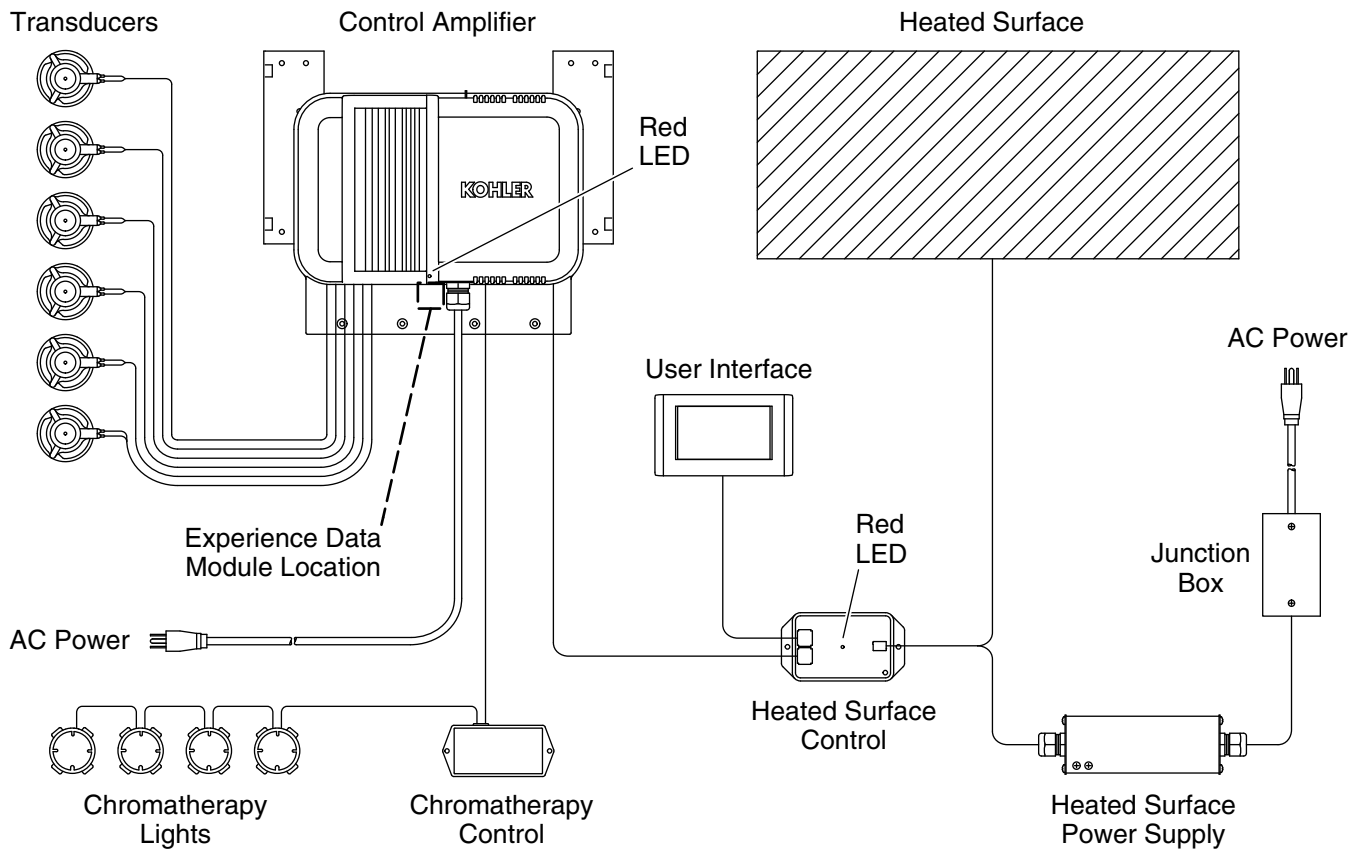 Transducers
Control Amplifier
Heated Surface
Red
LED
KOHLER
AC Power
User Interface
Experience Data
Module Location
Red
LED
Junction
Box
AC Power
Heated Surface
Control
Chromatherapy
Lights
Chromatherapy
Control
Heated Surface
Power Supply